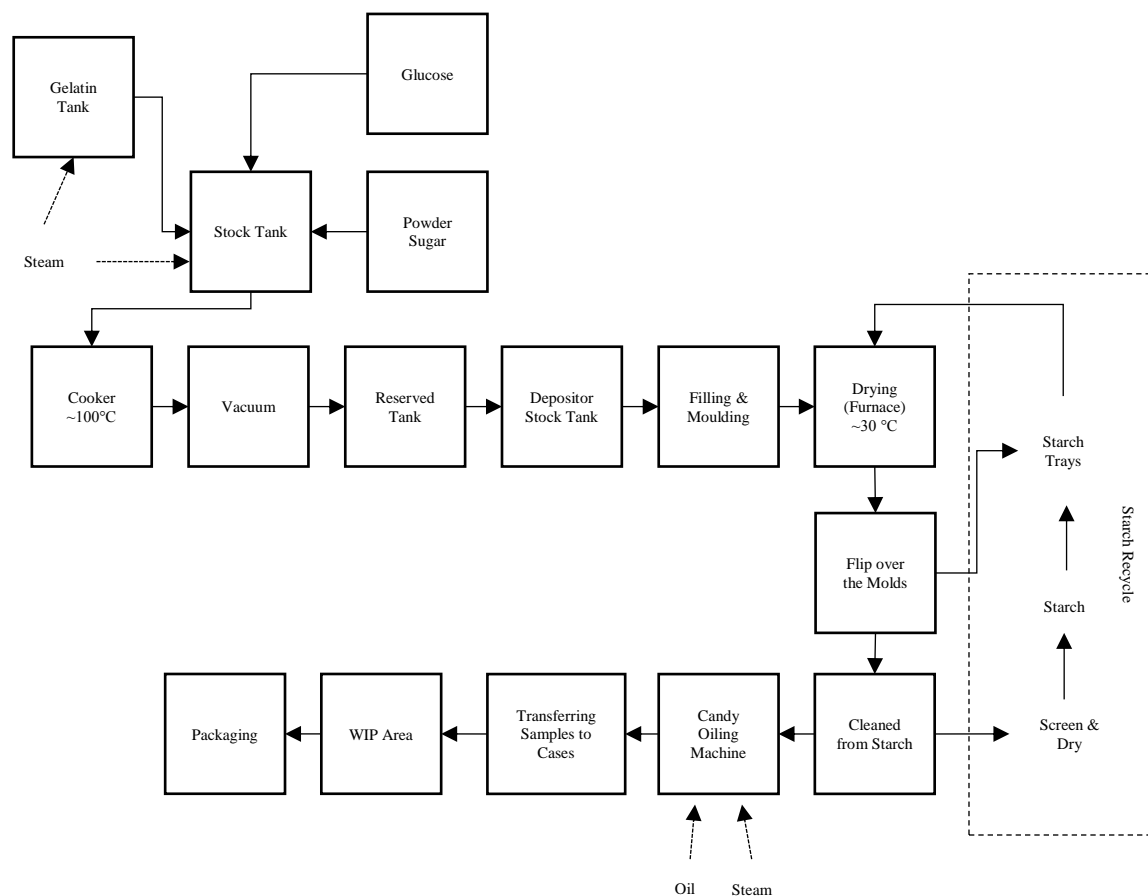 Gelatin
Tank
Glucose
Stock Tank
Powder
Sugar
Steam
Cooker
~100°C
Vacuum
Reserved
Tank
Depositor
Stock Tank
Filling &
Moulding
Drying
(Furnace)
~30 °C
Starch
Trays
Starch Recycle
Flip over
the Molds
Starch
Packaging
WIP Area
Transferring
Samples to
Cases
Candy
Oiling
Machine
Cleaned
from Starch
Screen &
Dry
Oil
Steam